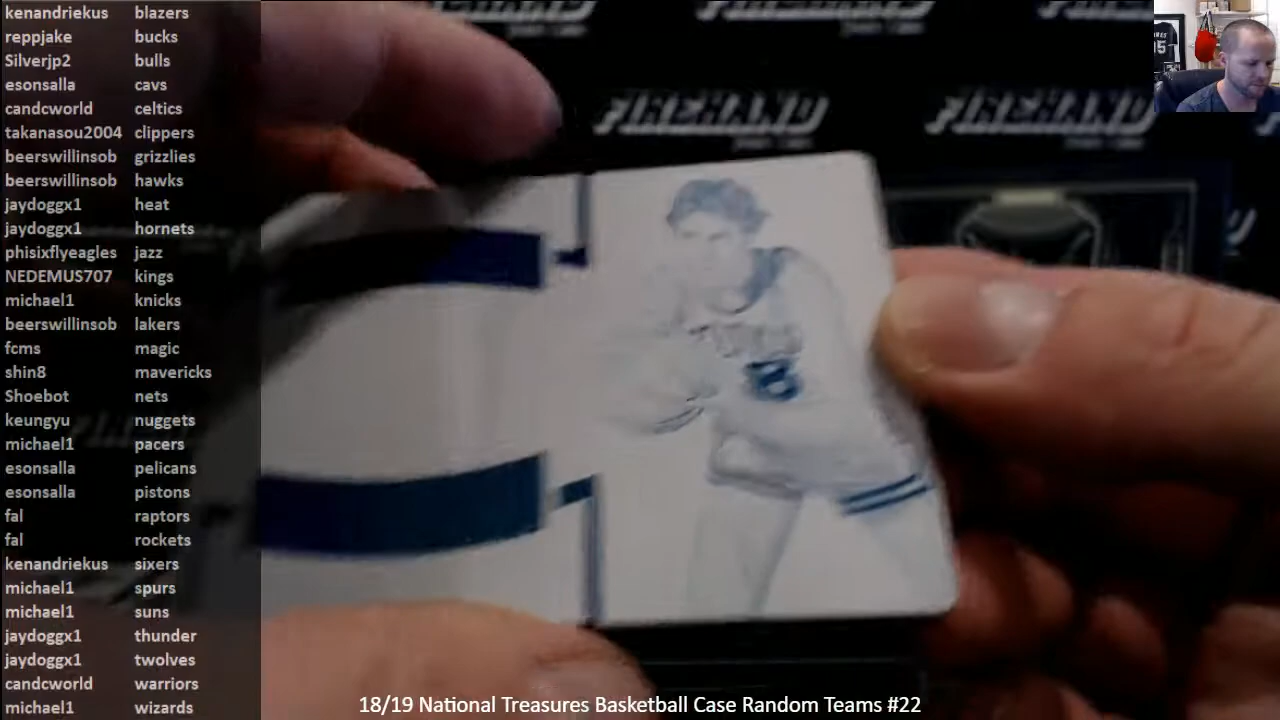 kenandriekus blazers
reppjake bucks
Silverjp2 bulls
esonsalla cavs
candcworld celtics
takanasou2004 clippers
beerswillinsob grizzlies
beerswillinsob hawks
jaydoggx1 heat
jaydoggx1 hornets
phisixflyeagles jazz
NEDEMUS707 kings
michael1 knicks
beerswillinsob lakers
fcms magic
shin8 mavericks
Shoebot nets
keungyu nuggets
michael1 pacers
esonsalla pelicans
esonsalla pistons
fal raptors
fal rockets
kenandriekus sixers
michael1 spurs
michael1 suns
jaydoggx1 thunder
jaydoggx1 twolves
candcworld warriors
michael1 wizards
FIREHAND
FIREHAND
8
18/19 National Treasures Basketball Case Random Teams #22